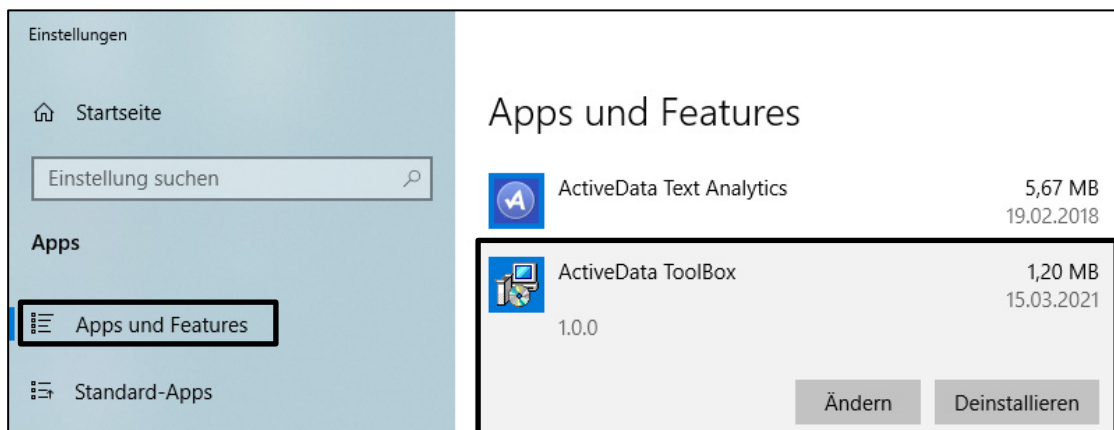 Einstellungen
Startseite
Einstellung suchen
Apps
Apps und Features
Standard-Apps
Apps und Features
ActiveData Text Analytics 5,67 MB
19.02.2018
ActiveData ToolBox 1,20 MB
15.03.2021
1.0.0
Ändern Deinstallieren